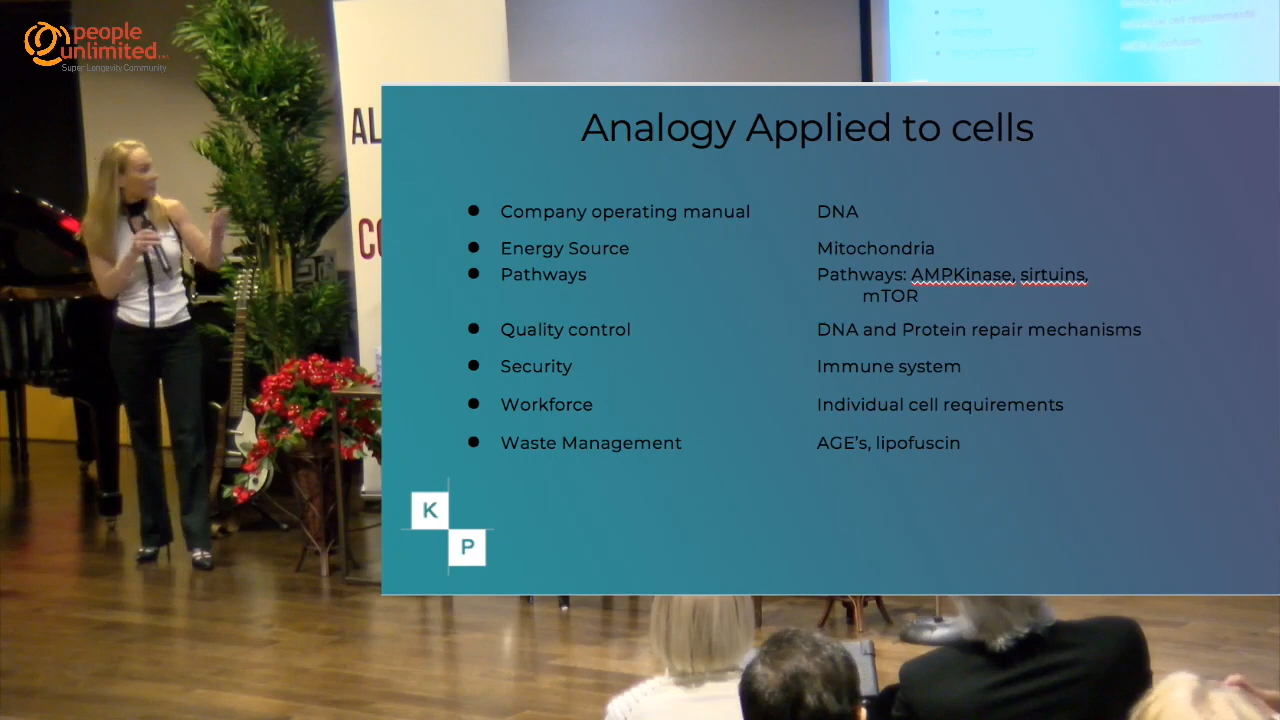 people
unlimited
Super Longevity Community
AL
CO
Analogy Applied to cells
Company operating manual DNA
Energy Source Mitochondria
Pathways Pathways: AMPKinase, sirtuins,
mTOR
Quality control DNA and Protein repair mechanisms
Security Immune system
Workforce Individual cell requirements
Waste Management AGE’s, lipofuscin
K
P